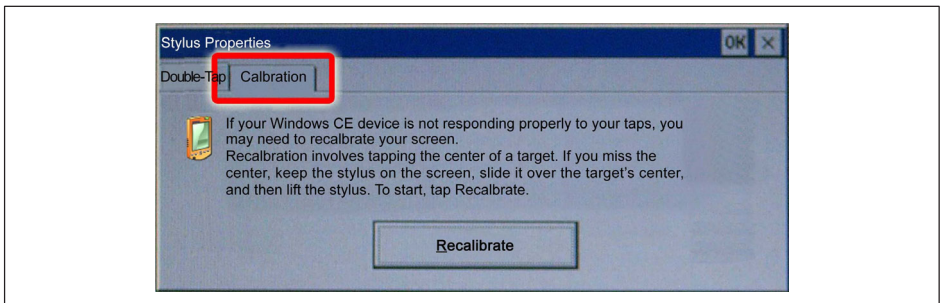 Stylus Properties
OK ×
Double-Tap Calbration
If your Windows CE device is not responding properly to your taps, you
may need to recalbrate your screen.
Recalbration involves tapping the center of a target. If you miss the
center, keep the stylus on the screen, slide it over the target's center,
and then lift the stylus. To start, tap Recalbrate.
Recalibrate